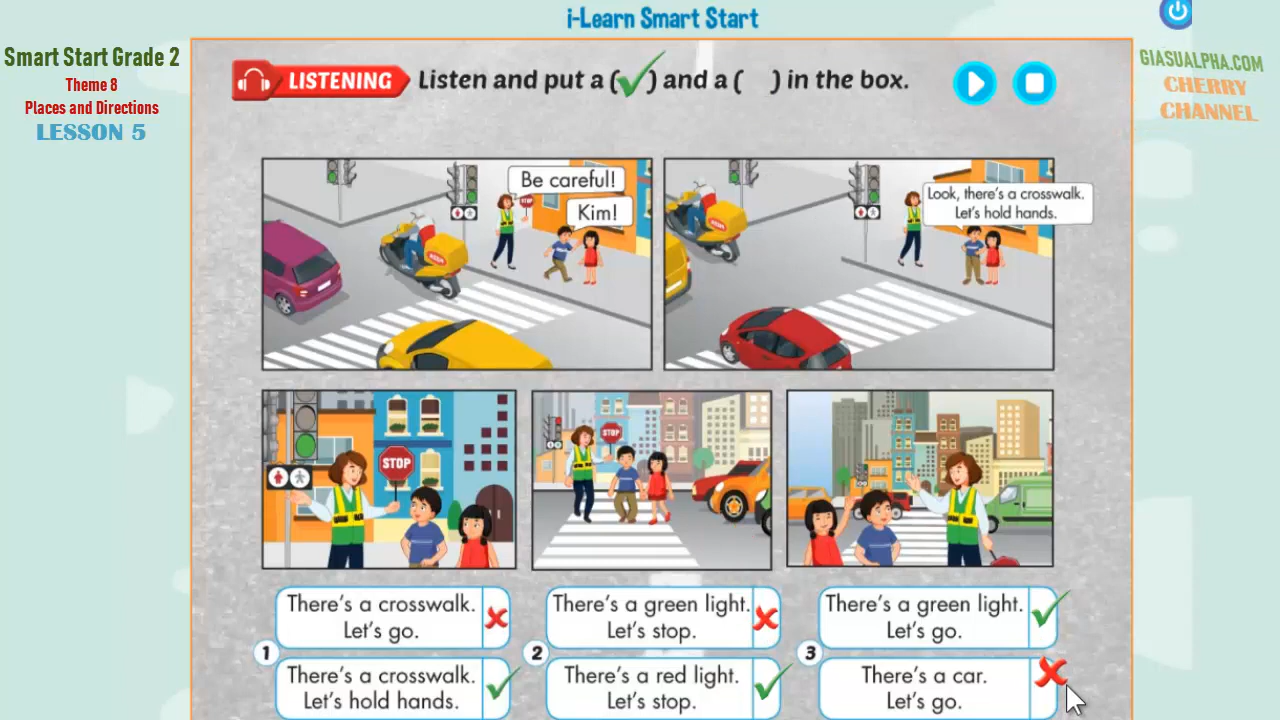 i-Learn Smart Start
Smart Start Grade 2
Theme 8
Places and Directions
LESSON 5
GIASUALPHA.COM
CHERRY
CHANNEL
LISTENING Listen and put a (✓) and a ( ) in the box.
Be careful!
Kim!
STOP
Look, there's a crosswalk.
Let's hold hands.
STOP
STOP
1
There's a crosswalk.
Let's go.
There's a crosswalk.
Let's hold hands.
2
There's a green light.
Let's stop.
There's a red light.
Let's stop.
3
There's a green light.
Let's go.
There's a car.
Let's go.